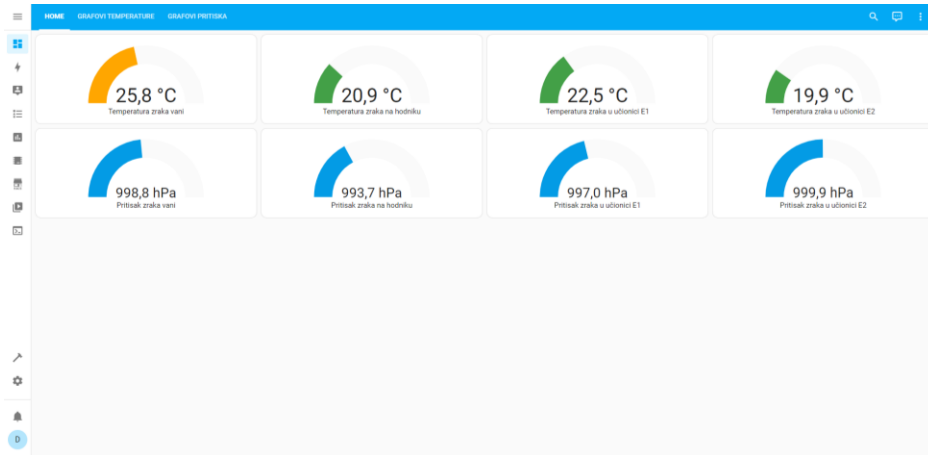 HOME GRAFOVI TEMPERATURE GRAFOVI PRITISKA
25,8 °C
Temperatura zraka vani
20,9 °C
Temperatura zraka na hodniku
22,5 °C
Temperatura zraka u učionici E1
19,9 °C
Temperatura zraka u učionici E2
998,8 hPa
Pritisak zraka vani
993,7 hPa
Pritisak zraka na hodniku
997,0 hPa
Pritisak zraka u učionici E1
999,9 hPa
Pritisak zraka u učionici E2
D